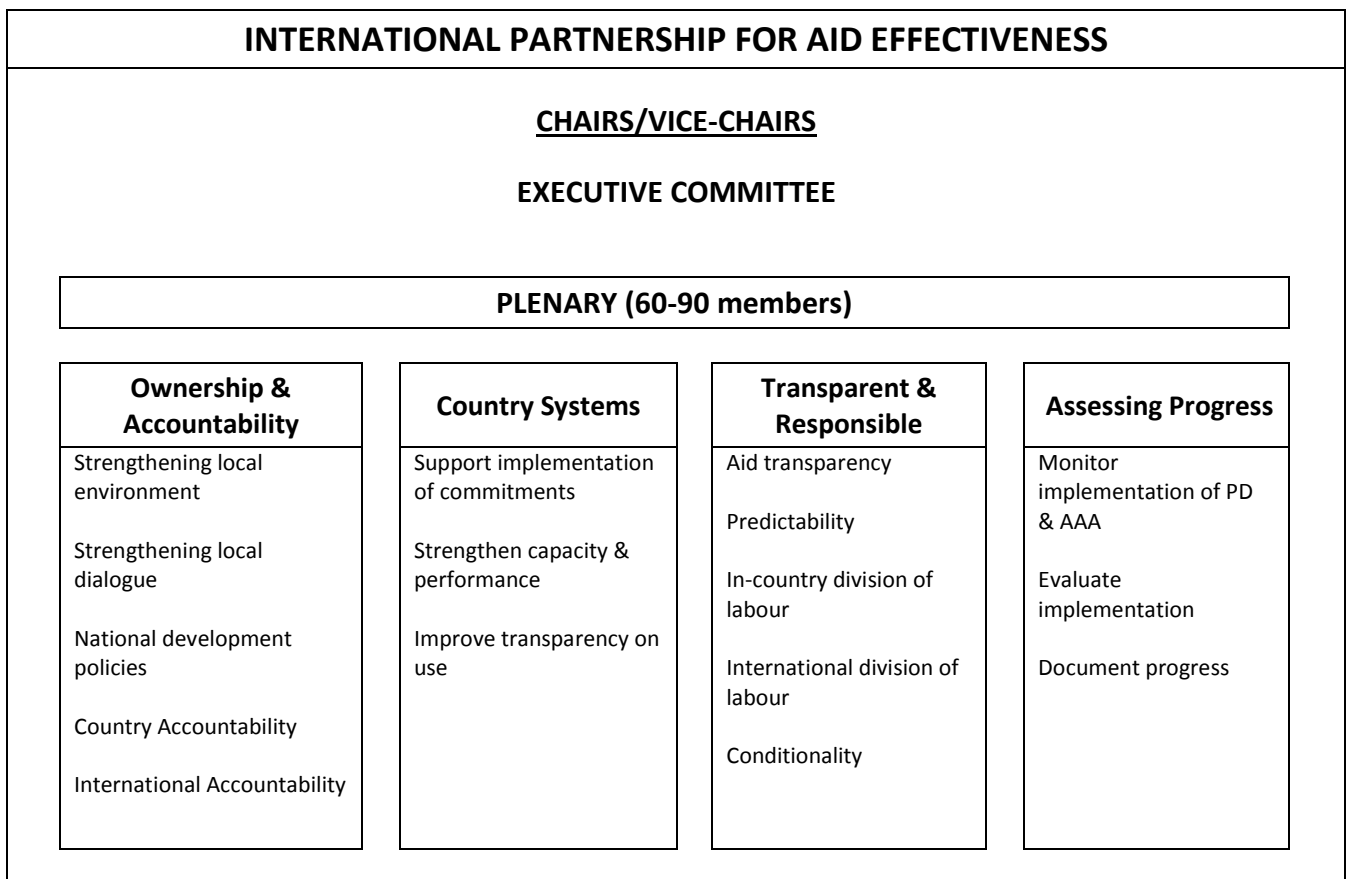 INTERNATIONAL PARTNERSHIP FOR AID EFFECTIVENESS
CHAIRS/VICE-CHAIRS
EXECUTIVE COMMITTEE
PLENARY (60-90 members)
Ownership &
Accountability
Strengthening local
environment
Strengthening local
dialogue
National development
policies
Country Accountability
International Accountability
Country Systems
Support implementation
of commitments
Strengthen capacity &
performance
Improve transparency on
use
Transparent &
Responsible
Aid transparency
Predictability
In-country division of
labour
International division of
labour
Conditionality
Assessing Progress
Monitor
implementation of PD
& AAA
Evaluate
implementation
Document progress